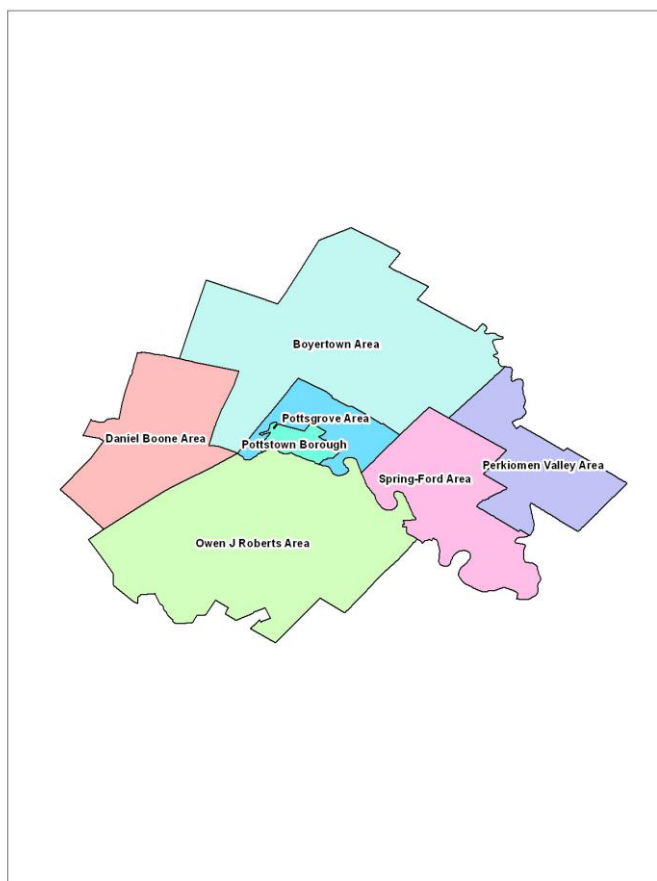 Boyertown Area
Pottsgrove Area
Daniel Boone Area
Pottstown Borough
Perkiomen Valley Area
Spring-Ford Area
Owen J Roberts Area